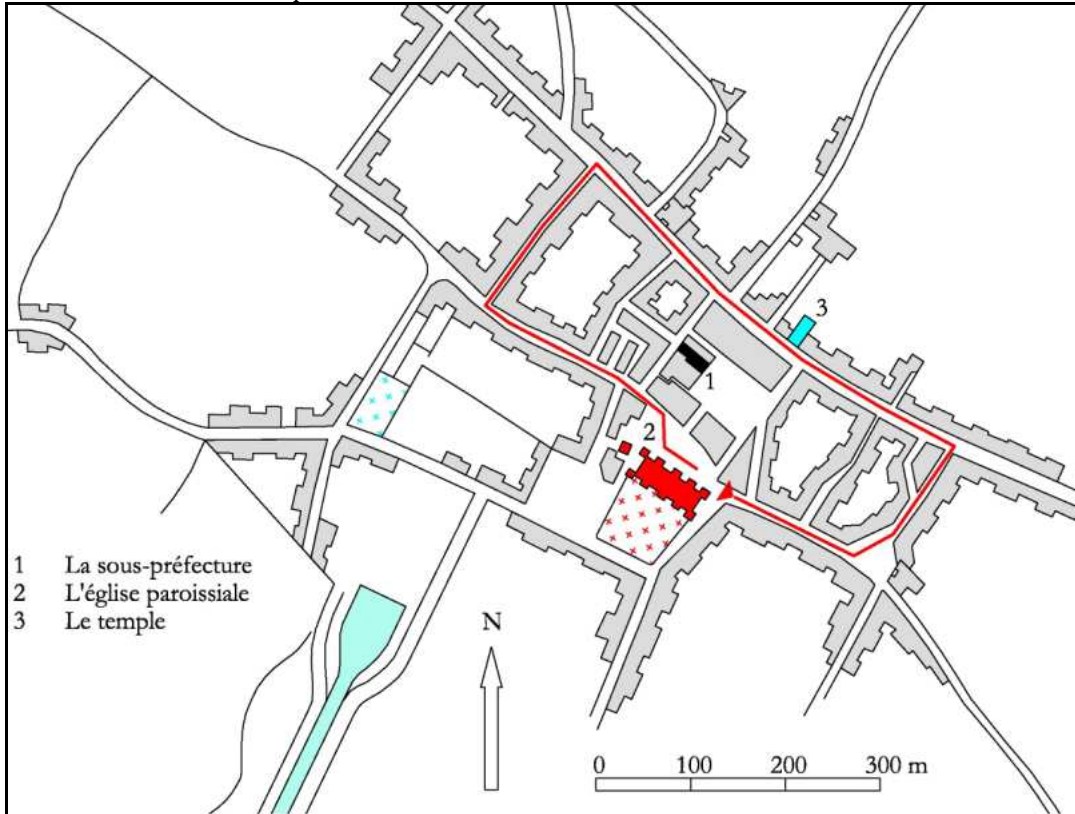 3
1
2
1 La sous-préfecture
2 L'église paroissiale
3 Le temple
N
0 100 200 300 m